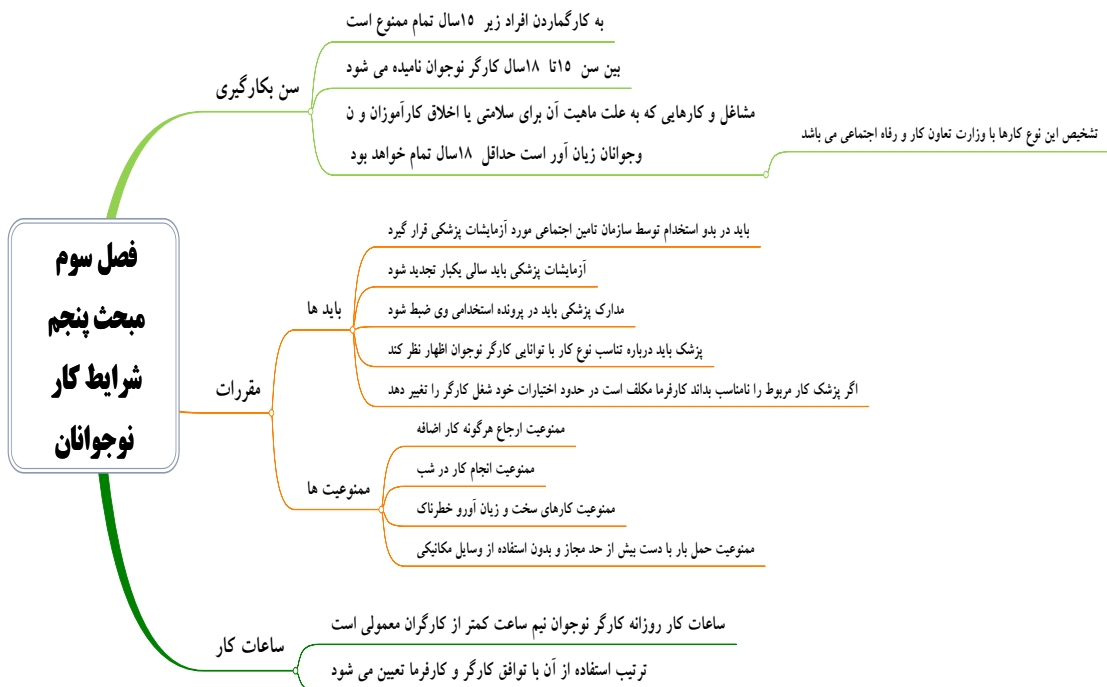 فصل سوم
مبحث پنجم
شرایط کار
نوجوانان
سن بکارگیری
به کارگماردن افراد زیر ۱۵سال تمام ممنوع است
بین سن ۱۵تا ۱۸سال کارگر نوجوان نامیده می شود
مشاغل و کارهایی که به علت ماهیت آن برای سلامتی یا اخلاق کارآموزان و ن
وجوانان زیان آور است حداقل ۱۸سال تمام خواهد بود
تشخیص این نوع کارها با وزارت تعاون کار و رفاه اجتماعی می باشد
مقررات
باید ها
باید در بدو استخدام توسط سازمان تامین اجتماعی مورد آزمایشات پزشکی قرار گیرد
آزمایشات پزشکی باید سالی یکبار تجدید شود
مدارک پزشکی باید در پرونده استخدامی وی ضبط شود
پزشک باید درباره تناسب نوع کار با توانایی کارگر نوجوان اظهار نظر کند
اگر پزشک کار مربوط را نامناسب بداند کارفرما مکلف است در حدود اختیارات خود شغل کارگر را تغییر دهد
ممنوعیت ها
ممنوعیت ارجاع هرگونه کار اضافه
ممنوعیت انجام کار در شب
ممنوعیت کارهای سخت و زیان آورو خطرناک
ممنوعیت حمل بار با دست بیش از حد مجاز و بدون استفاده از وسایل مکانیکی
ساعات کار
ساعات کار روزانه کارگر نوجوان نیم ساعت کمتر از کارگران معمولی است
ترتیب استفاده از آن با توافق کارگر و کارفرما تعیین می شود